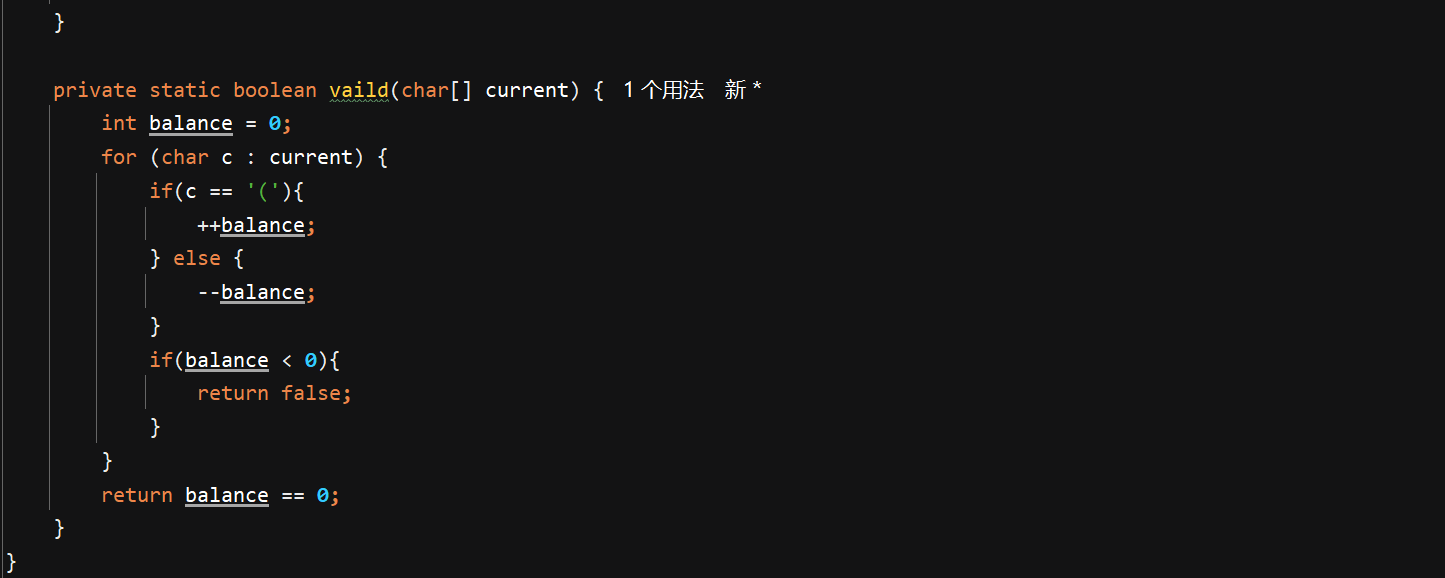 }
private static boolean vaild(char[] current) { 1 个用法 新 *
int balance = 0;
for (char c : current) {
if(c == '('){
++balance;
} else {
--balance;
}
if(balance < 0){
return false;
}
}
return balance == 0;
}
}